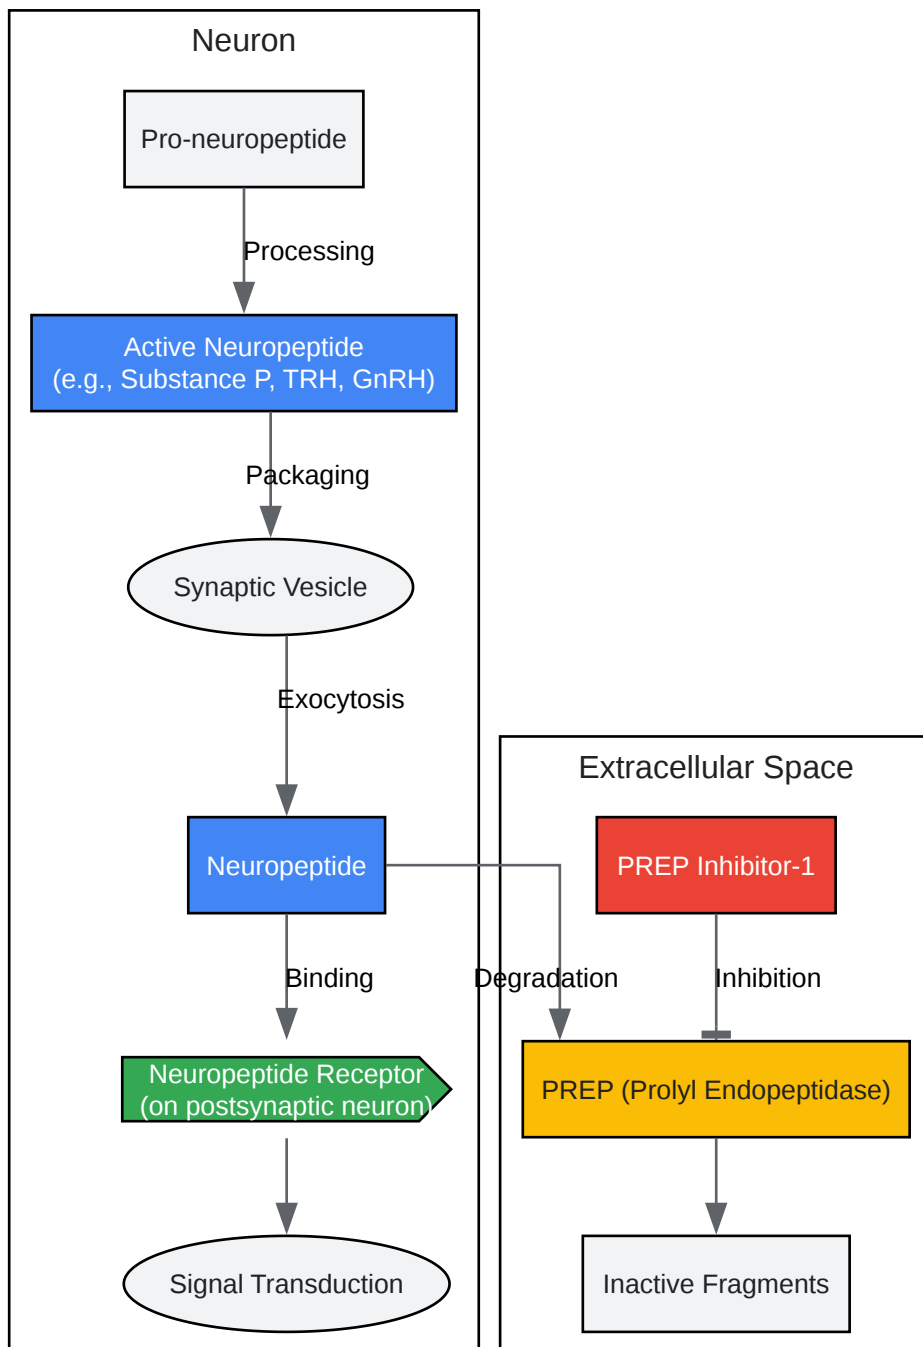 Neuron
Pro-neuropeptide
Processing
Active Neuropeptide
(e.g., Substance P, TRH, GnRH)
Packaging
Synaptic Vesicle
Exocytosis
Neuropeptide
Binding
Neuropeptide Receptor
(on postsynaptic neuron)
Signal Transduction
Extracellular Space
PREP Inhibitor-1
Degradation
Inhibition
PREP (Prolyl Endopeptidase)
Inactive Fragments